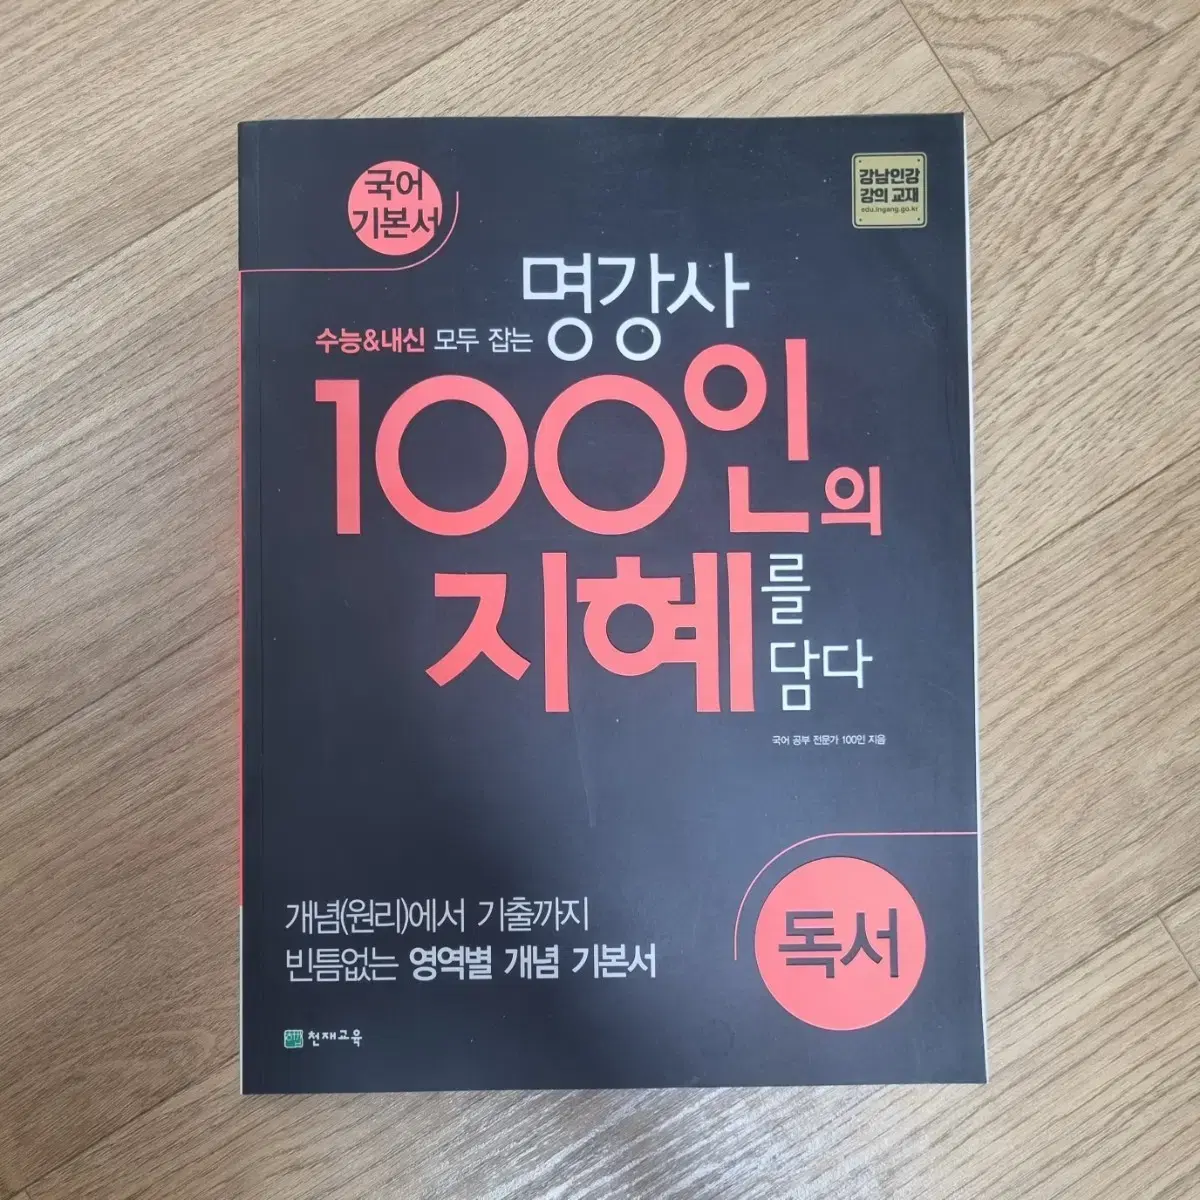 국어
기본서
강남인강
강의 교재
edu.ingang.go.kr
수능&내신 모두 잡는 명강사
100인의
지혜를
담다
국어 공부 전문가 100인 지음
개념(원리)에서 기출까지
빈틈없는 영역별 개념 기본서
독서
천재교육